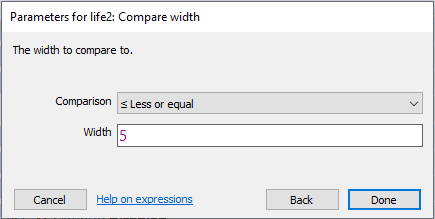 Parameters for life2: Compare width
The width to compare to.
Comparison ≤ Less or equal
Width 5
Cancel Help on expressions Back Done